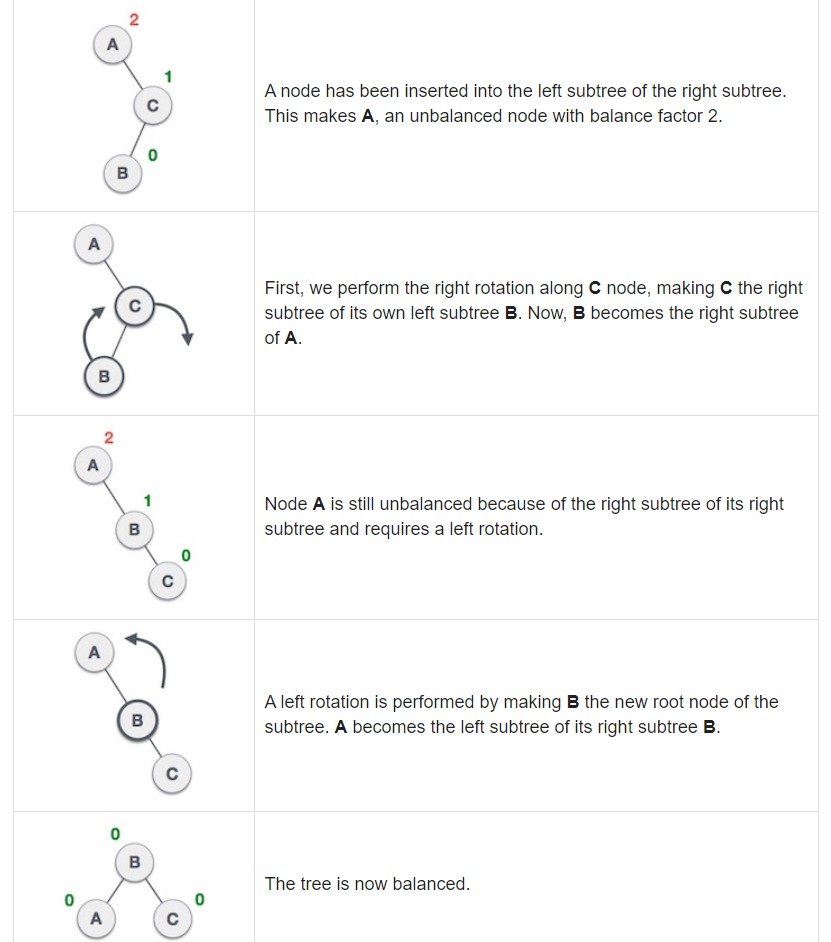 2
A
1
C
0
B
A node has been inserted into the left subtree of the right subtree.
This makes A, an unbalanced node with balance factor 2.
A
C
B
First, we perform the right rotation along C node, making C the right
subtree of its own left subtree B. Now, B becomes the right subtree
of A.
2
A
1
B
0
C
Node A is still unbalanced because of the right subtree of its right
subtree and requires a left rotation.
A
B
C
A left rotation is performed by making B the new root node of the
subtree. A becomes the left subtree of its right subtree B.
0
B
0 0
A C
The tree is now balanced.